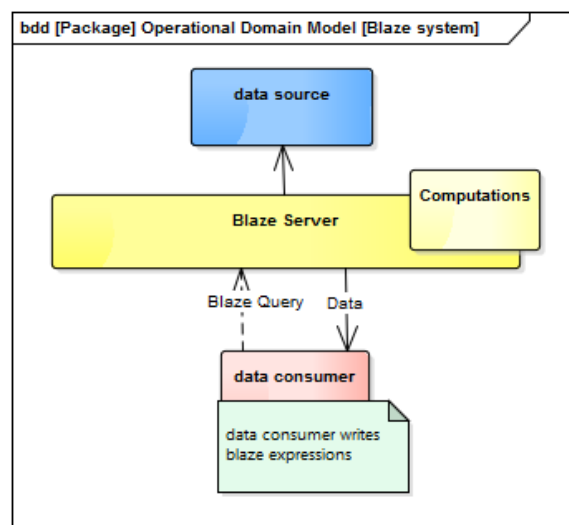 bdd [Package] Operational Domain Model [Blaze system]
data source
Computations
Blaze Server
Blaze Query
Data
data consumer
data consumer writes
blaze expressions